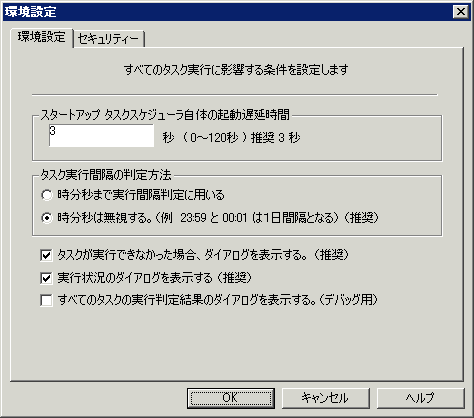 環境設定
環境設定 セキュリティー
すべてのタスク実行に影響する条件を設定します
スタートアップ タスクスケジューラ自体の起動遅延時間
3 秒 （ 0～120秒 ） 推奨 3 秒
タスク実行間隔の判定方法
時分秒まで実行間隔判定に用いる
時分秒は無視する。（例 23:59 と 00:01 は1日間隔となる）（推奨）
タスクが実行できなかった場合、ダイアログを表示する。（推奨）
実行状況のダイアログを表示する（推奨）
すべてのタスクの実行判定結果のダイアログを表示する。（デバッグ用）
OK キャンセル ヘルプ